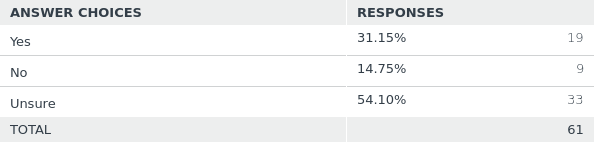 ANSWER CHOICES RESPONSES
Yes 31.15% 19
No 14.75% 9
Unsure 54.10% 33
TOTAL 61